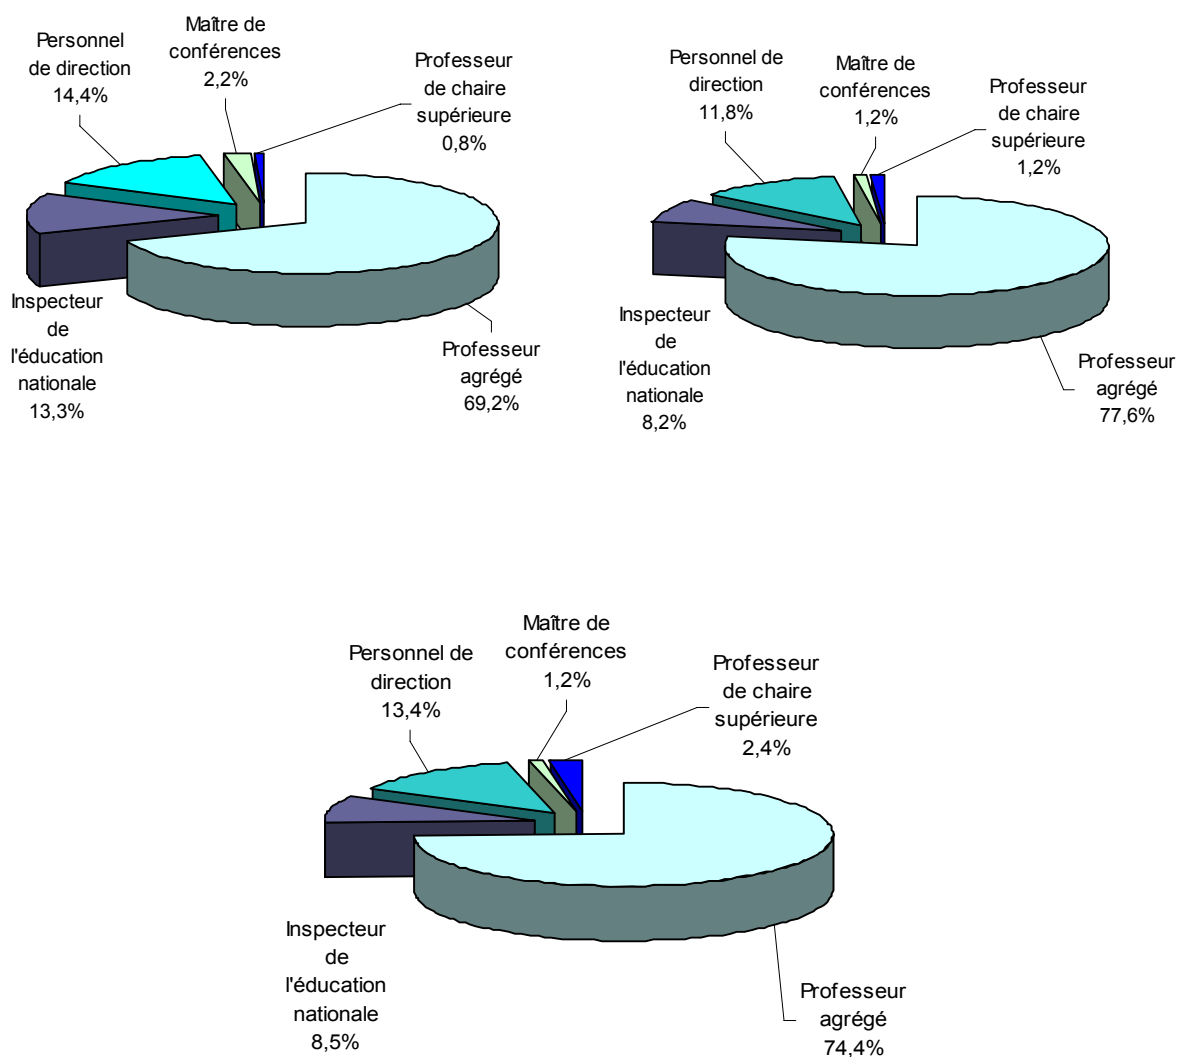 Personnel
de direction
14,4%
Maître de
conférences
2,2%
Professeur
de chaire
supérieure
0,8%
Inspecteur
de
l'éducation
nationale
13,3%
Professeur
agrégé
69,2%
Personnel de
direction
11,8%
Maître de
conférences
1,2%
Professeur
de chaire
supérieure
1,2%
Inspecteur
de
l'éducation
nationale
8,2%
Professeur
agrégé
77,6%
Personnel de
direction
13,4%
Maître de
conférences
1,2%
Professeur
de chaire
supérieure
2,4%
Inspecteur
de
l'éducation
nationale
8,5%
Professeur
agrégé
74,4%